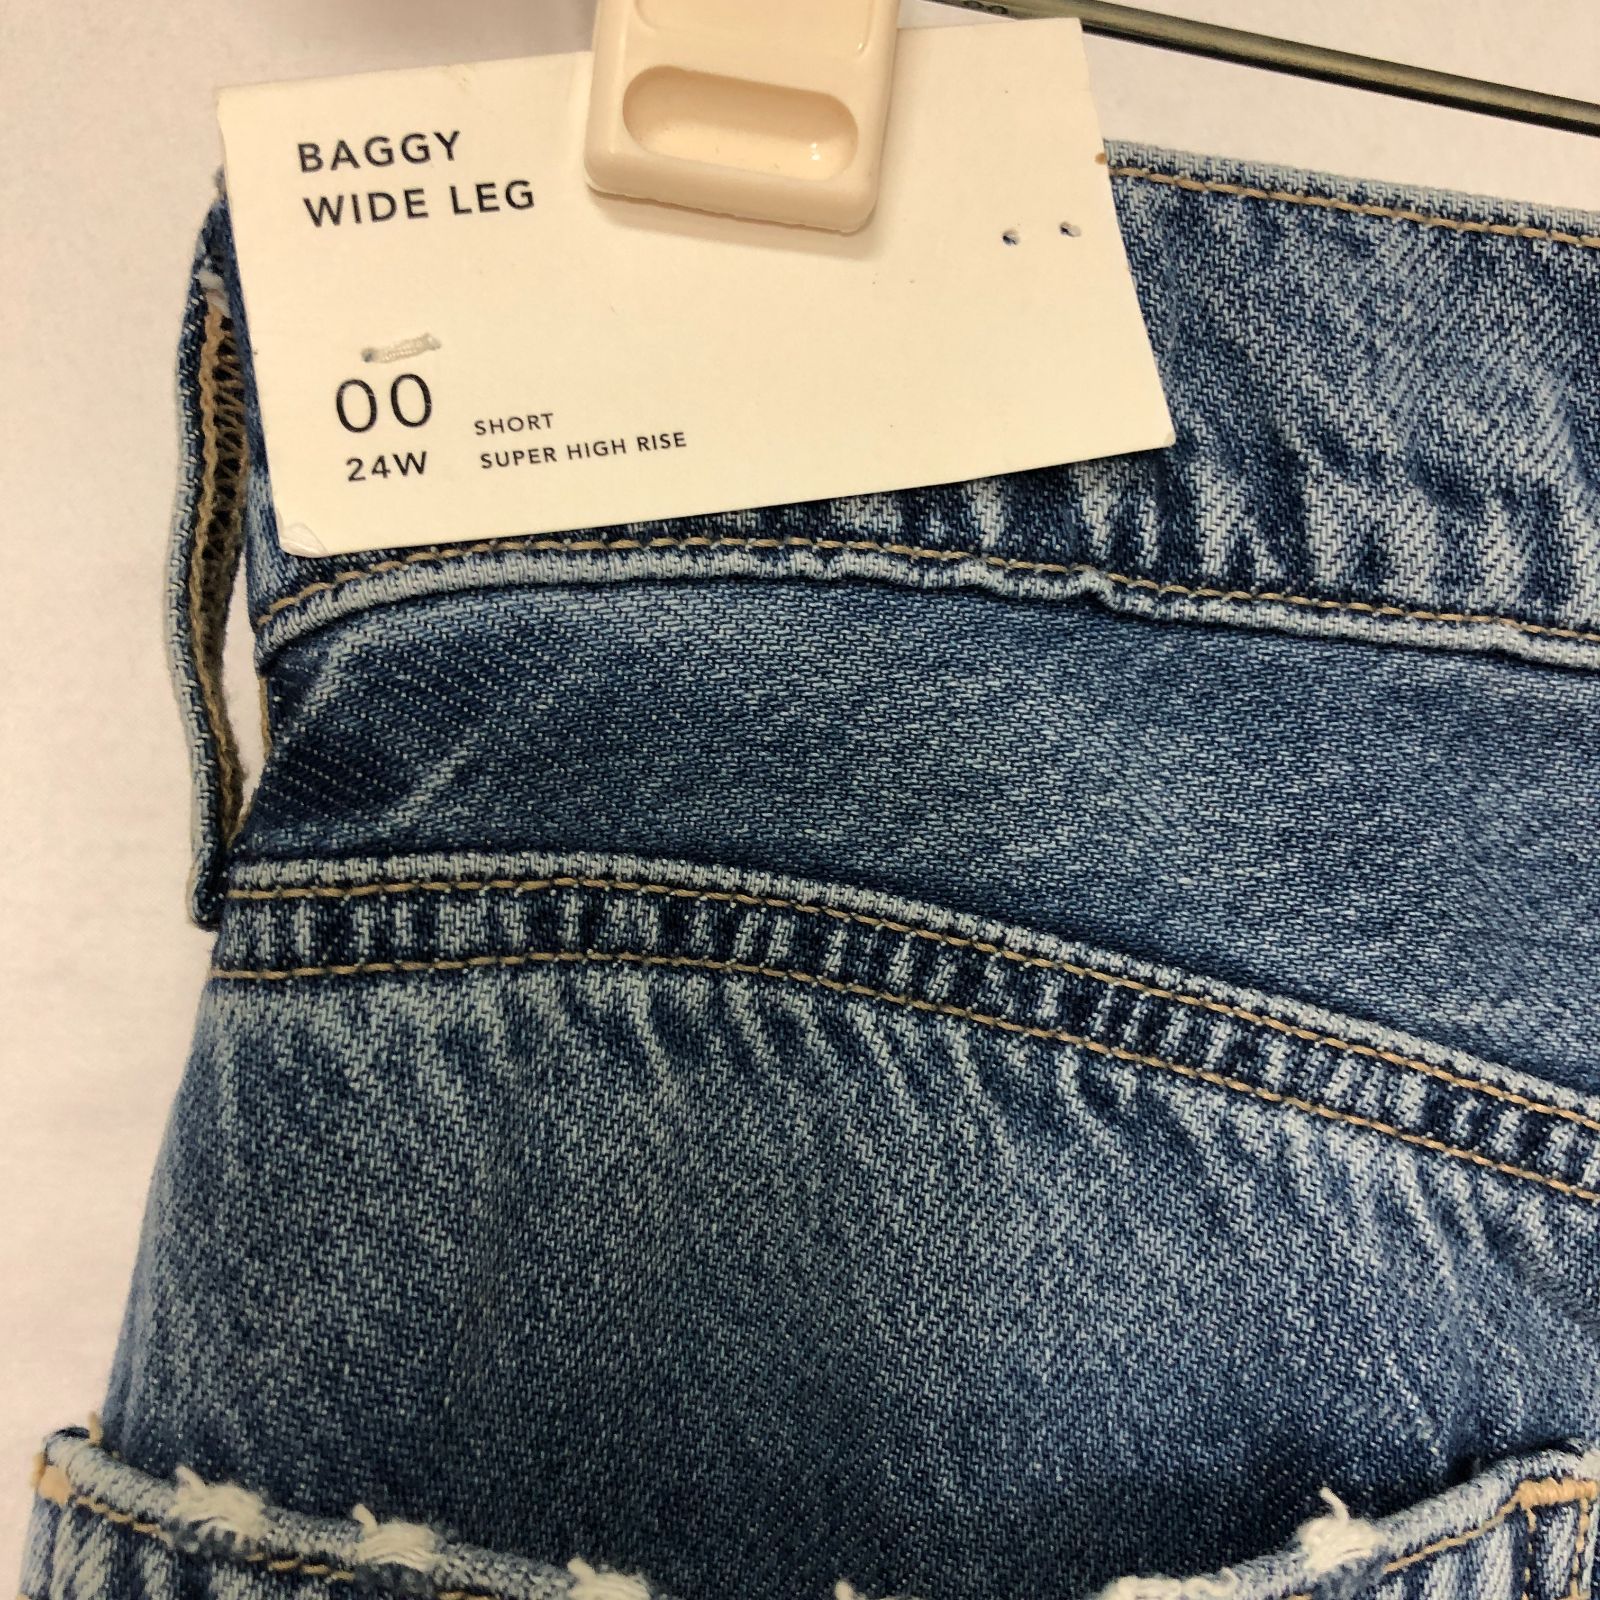 BAGGY
WIDE LEG
00
24W
SHORT
SUPER HIGH RISE